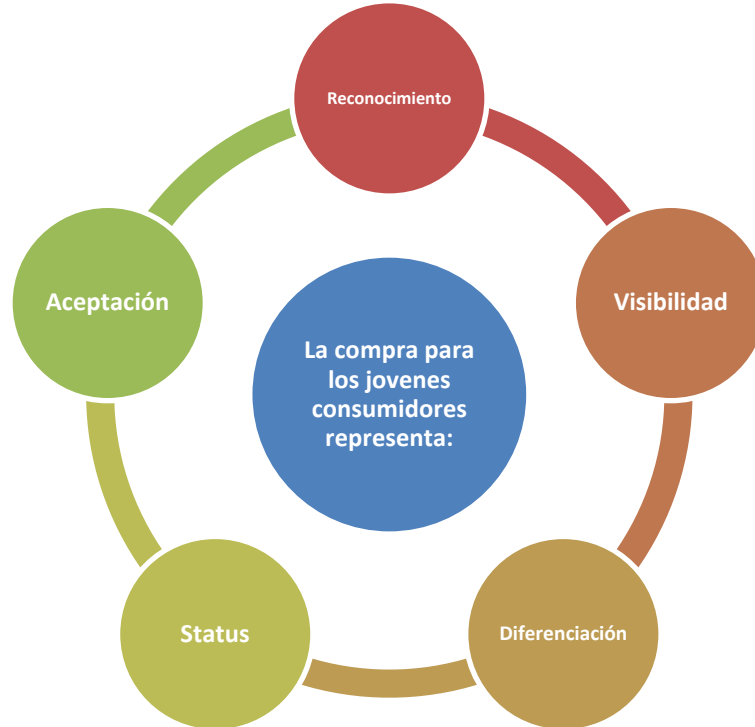 Reconocimiento
Aceptación
Visibilidad
La compra para
los jovenes
consumidores
representa:
Status
Diferenciación